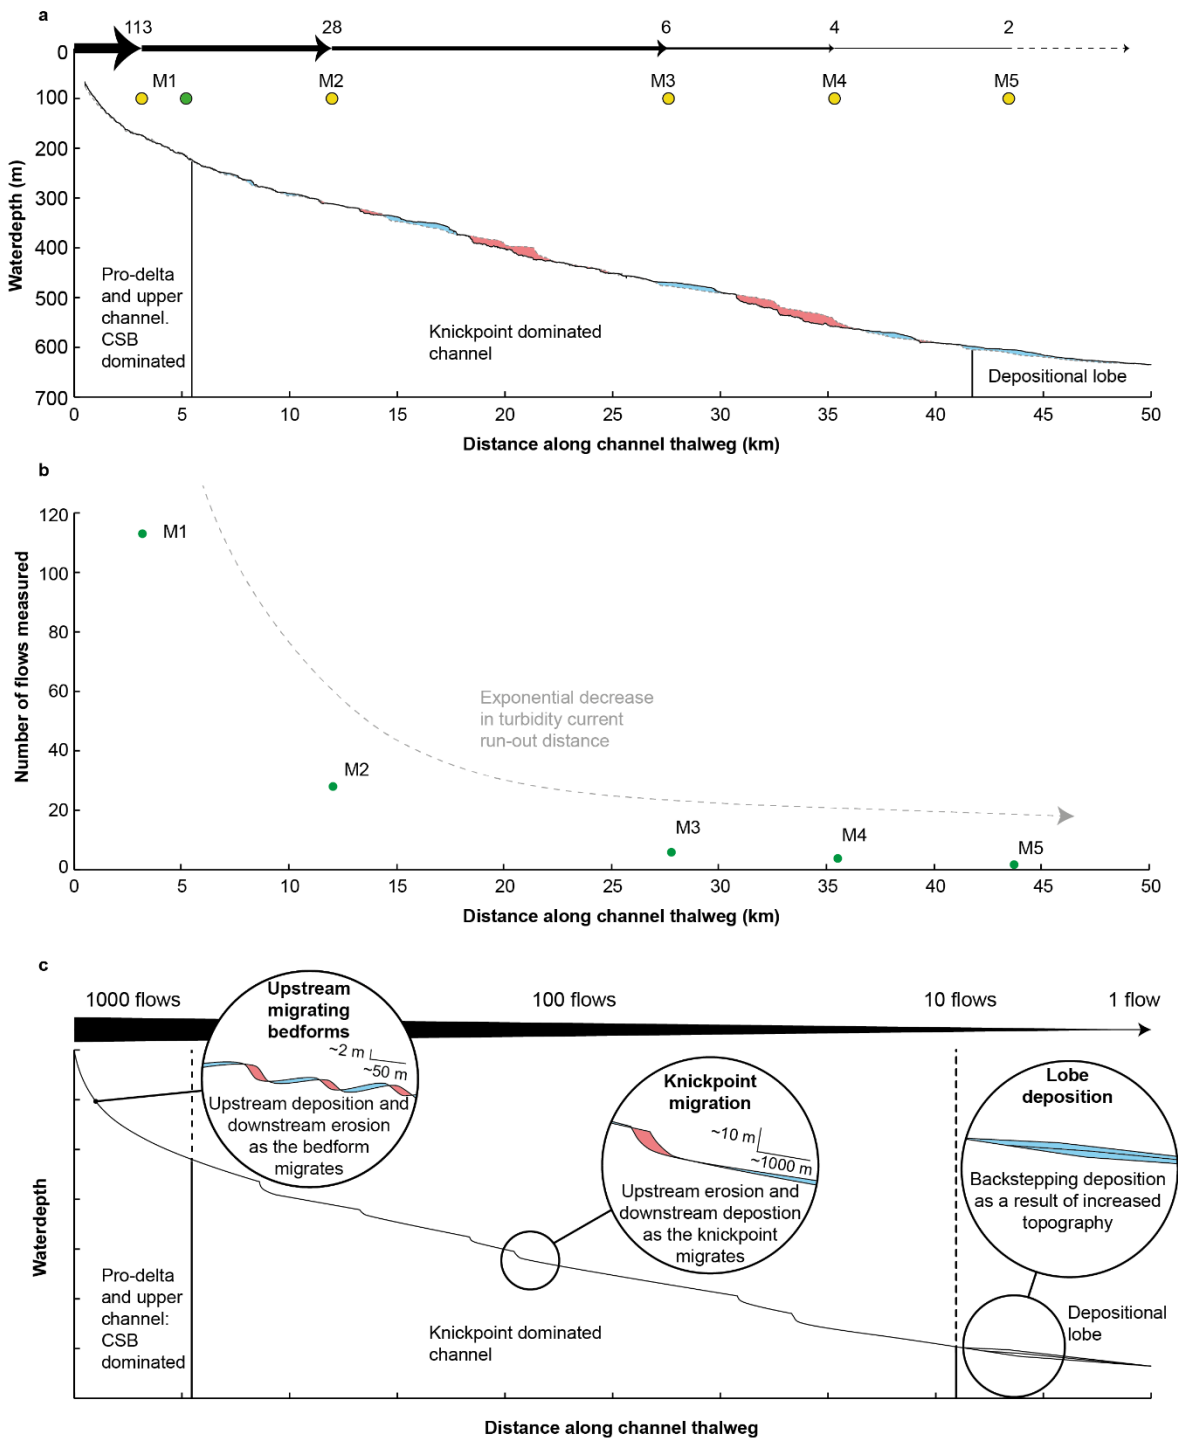 a
113 28 6 4 2
0
M1 M2 M3 M4 M5
100
200
300
400
500
600
700
Waterdepth (m)
Pro-delta
and upper
channel.
CSB
dominated
Knickpoint dominated
channel
Depositional lobe
0 5 10 15 20 25 30 35 40 45 50
Distance along channel thalweg (km)
b
120
100
80
60
40
20
0
Number of flows measured
M1
M2
M3
M4
M5
Exponential decrease
in turbidity current
run-out distance
0 5 10 15 20 25 30 35 40 45 50
Distance along channel thalweg (km)
c
1000 flows 100 flows 10 flows 1 flow
Upstream
migrating
bedforms
~2 m
~50 m
Upstream deposition and
downstream erosion
as the bedform
migrates
Knickpoint
migration
~10 m
~1000 m
Upstream erosion and
downstream depostion
as the knickpoint
migrates
Lobe
deposition
Backstepping deposition
as a result of increased
topography
Waterdepth
Pro-delta
and upper
channel:
CSB
dominated
Knickpoint dominated
channel
Depositional
lobe
Distance along channel thalweg